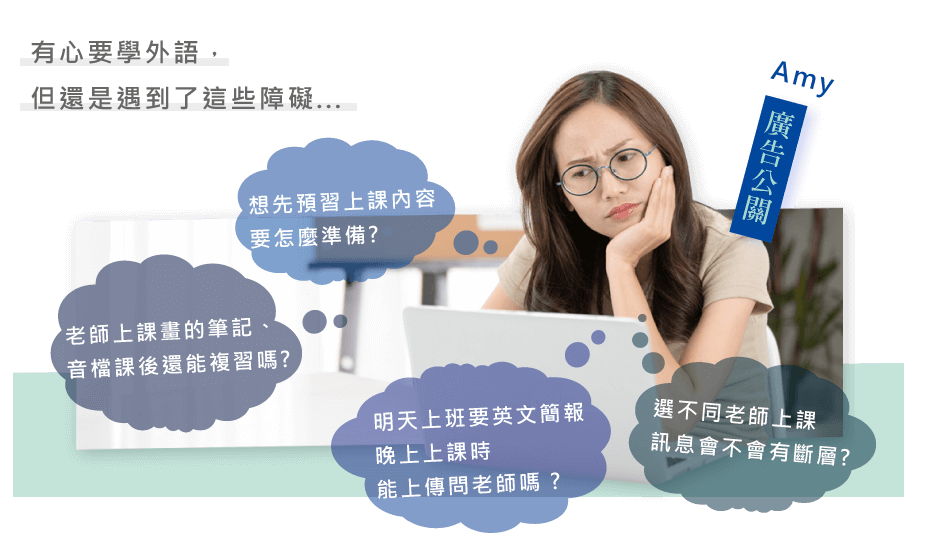 有心要學外語，
但還是遇到了這些障礙...
Amy
廣告公關
想先預習上課內容
要怎麼準備?
老師上課畫的筆記、
音檔課後還能複習嗎?
明天上班要英文簡報
晚上上課時
能上傳問老師嗎？
選不同老師上課
訊息會不會有斷層?